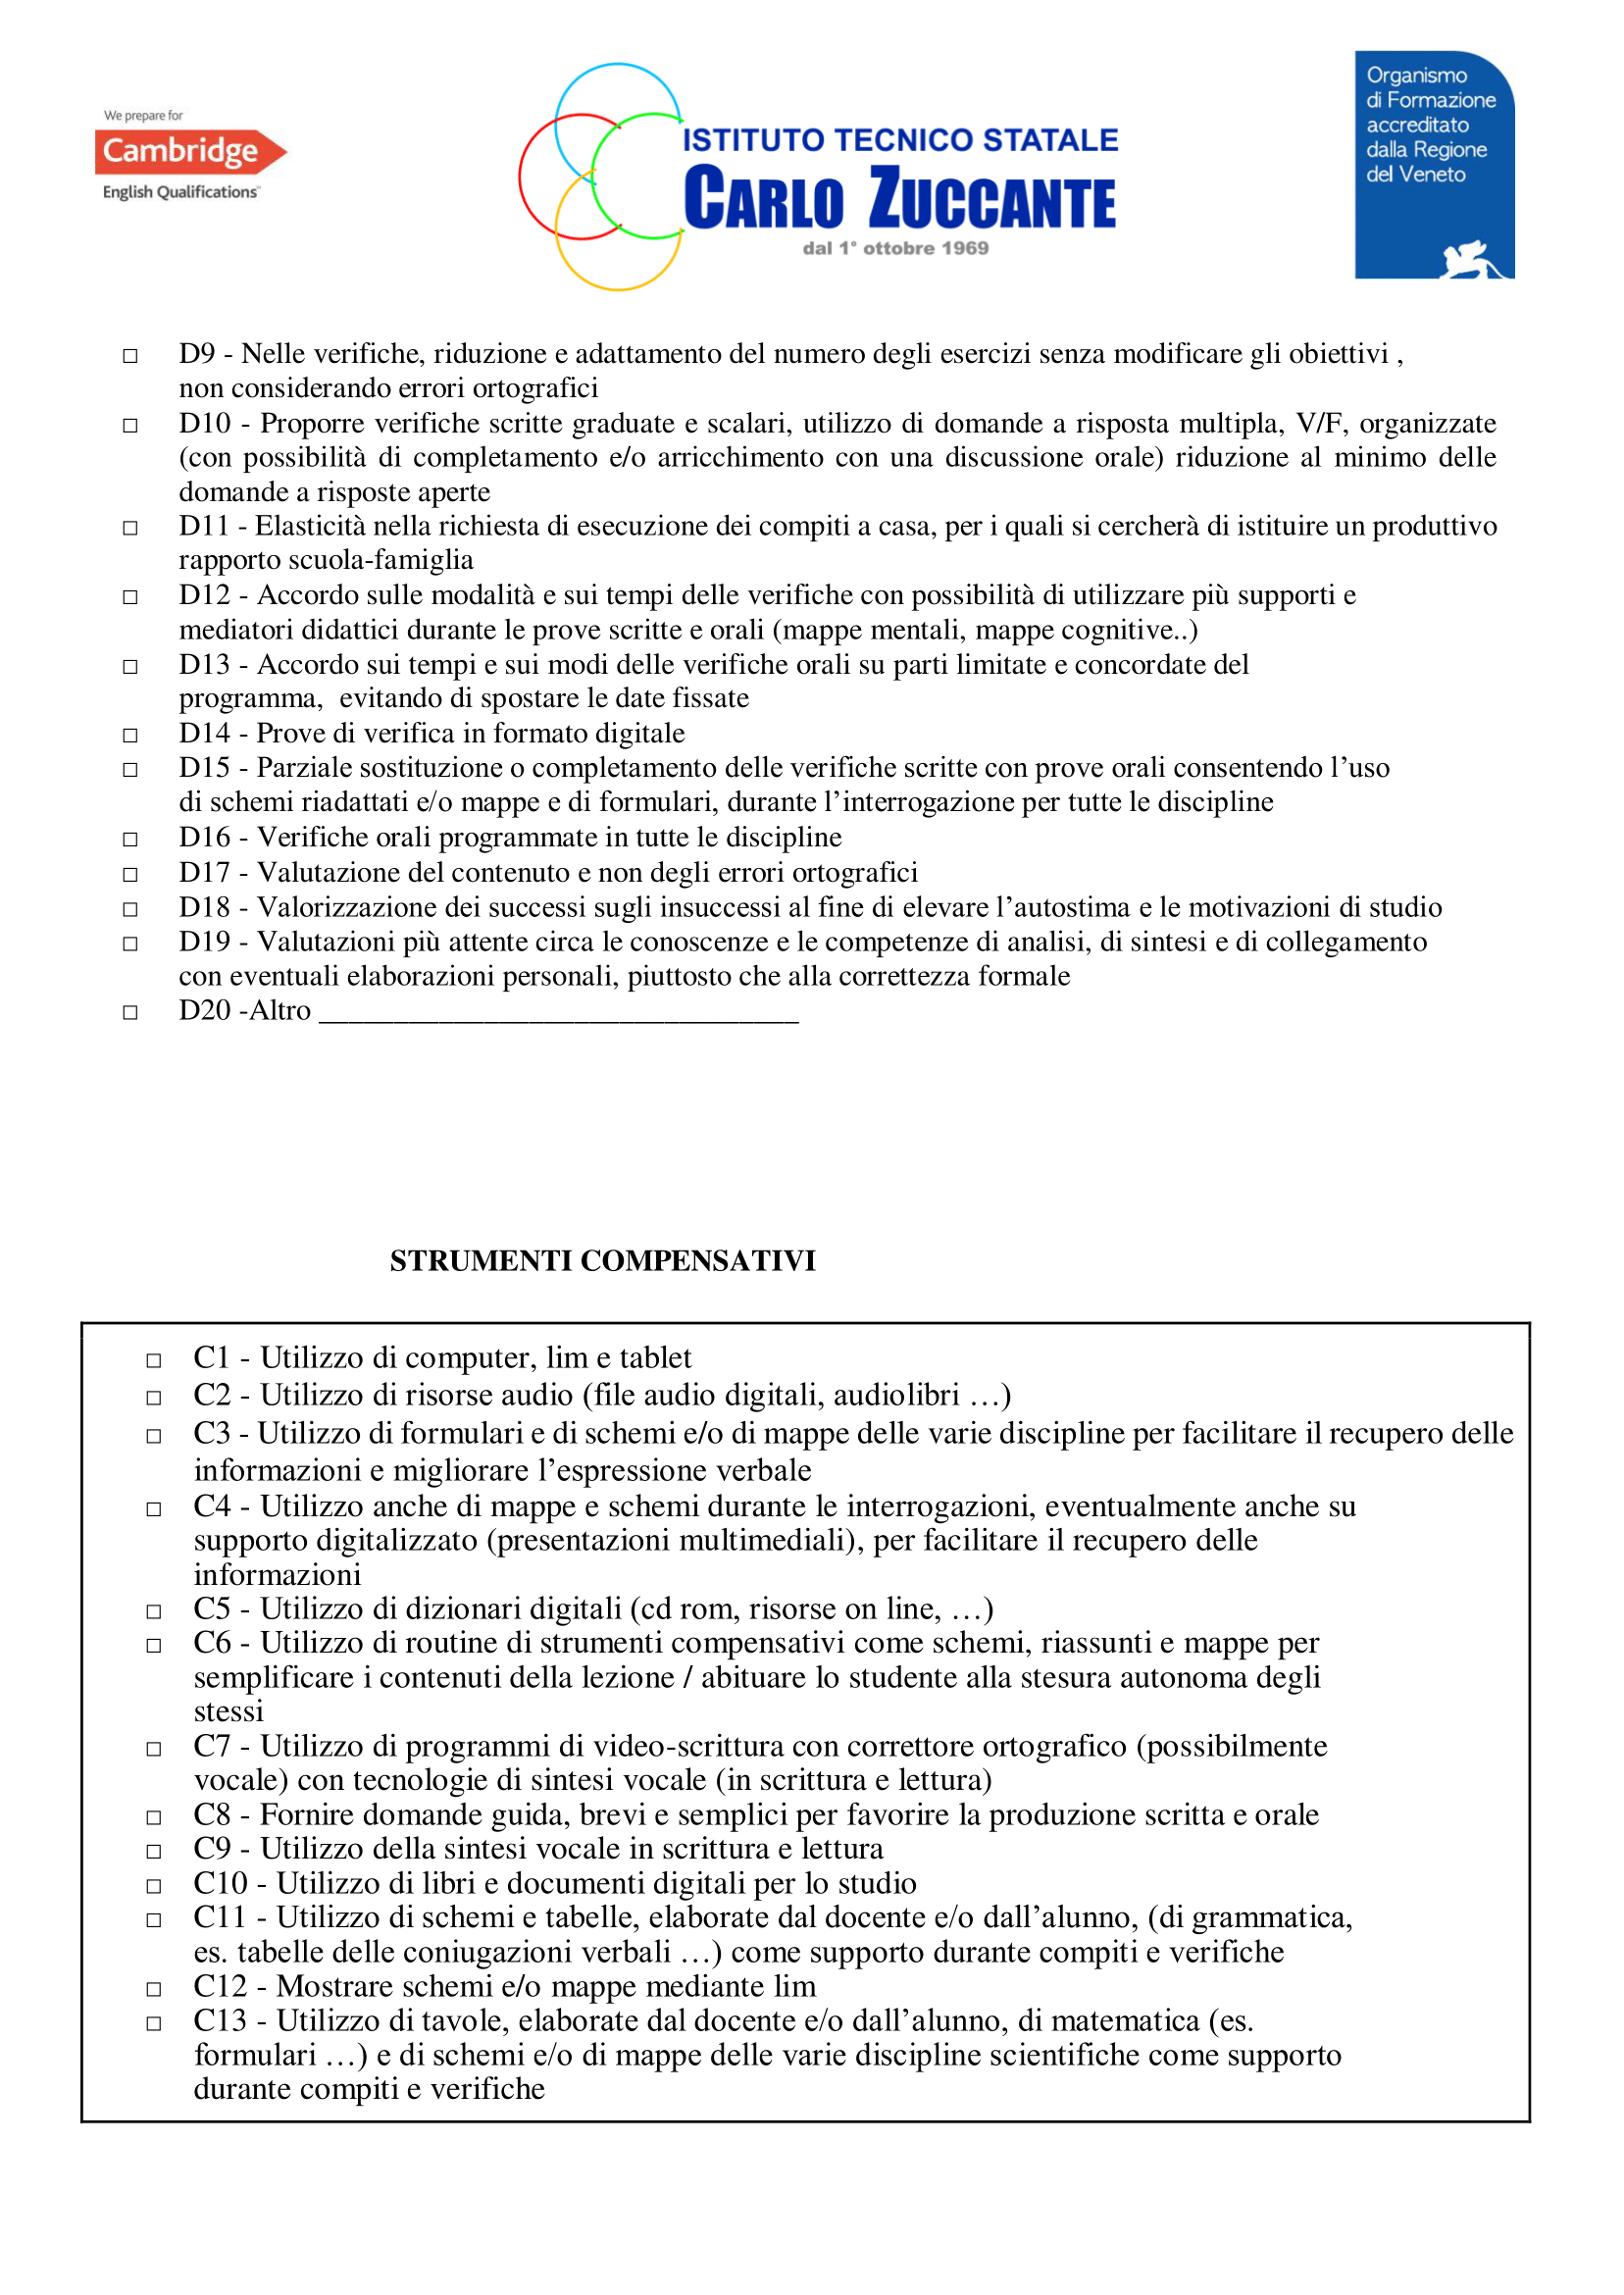 We prepare for
Cambridge
English Qualifications™
ISTITUTO TECNICO STATALE
CARLO ZUCCANTE
dal 1° ottobre 1969
Organismo
di Formazione
accreditato
dalla Regione
del Veneto
□ D9 - Nelle verifiche, riduzione e adattamento del numero degli esercizi senza modificare gli obiettivi ,
non considerando errori ortografici
□ D10 - Proporre verifiche scritte graduate e scalari, utilizzo di domande a risposta multipla, V/F, organizzate
(con possibilità di completamento e/o arricchimento con una discussione orale) riduzione al minimo delle
domande a risposte aperte
□ D11 - Elasticità nella richiesta di esecuzione dei compiti a casa, per i quali si cercherà di istituire un produttivo
rapporto scuola-famiglia
□ D12 - Accordo sulle modalità e sui tempi delle verifiche con possibilità di utilizzare più supporti e
mediatori didattici durante le prove scritte e orali (mappe mentali, mappe cognitive..)
□ D13 - Accordo sui tempi e sui modi delle verifiche orali su parti limitate e concordate del
programma, evitando di spostare le date fissate
□ D14 - Prove di verifica in formato digitale
□ D15 - Parziale sostituzione o completamento delle verifiche scritte con prove orali consentendo l’uso
di schemi riadattati e/o mappe e di formulari, durante l’interrogazione per tutte le discipline
□ D16 - Verifiche orali programmate in tutte le discipline
□ D17 - Valutazione del contenuto e non degli errori ortografici
□ D18 - Valorizzazione dei successi sugli insuccessi al fine di elevare l’autostima e le motivazioni di studio
□ D19 - Valutazioni più attente circa le conoscenze e le competenze di analisi, di sintesi e di collegamento
con eventuali elaborazioni personali, piuttosto che alla correttezza formale
□ D20 -Altro ________________________________
STRUMENTI COMPENSATIVI
□ C1 - Utilizzo di computer, lim e tablet
□ C2 - Utilizzo di risorse audio (file audio digitali, audiolibri …)
□ C3 - Utilizzo di formulari e di schemi e/o di mappe delle varie discipline per facilitare il recupero delle
informazioni e migliorare l’espressione verbale
□ C4 - Utilizzo anche di mappe e schemi durante le interrogazioni, eventualmente anche su
supporto digitalizzato (presentazioni multimediali), per facilitare il recupero delle
informazioni
□ C5 - Utilizzo di dizionari digitali (cd rom, risorse on line, …)
□ C6 - Utilizzo di routine di strumenti compensativi come schemi, riassunti e mappe per
semplificare i contenuti della lezione / abituare lo studente alla stesura autonoma degli
stessi
□ C7 - Utilizzo di programmi di video-scrittura con correttore ortografico (possibilmente
vocale) con tecnologie di sintesi vocale (in scrittura e lettura)
□ C8 - Fornire domande guida, brevi e semplici per favorire la produzione scritta e orale
□ C9 - Utilizzo della sintesi vocale in scrittura e lettura
□ C10 - Utilizzo di libri e documenti digitali per lo studio
□ C11 - Utilizzo di schemi e tabelle, elaborate dal docente e/o dall’alunno, (di grammatica,
es. tabelle delle coniugazioni verbali …) come supporto durante compiti e verifiche
□ C12 - Mostrare schemi e/o mappe mediante lim
□ C13 - Utilizzo di tavole, elaborate dal docente e/o dall’alunno, di matematica (es.
formulari …) e di schemi e/o di mappe delle varie discipline scientifiche come supporto
durante compiti e verifiche